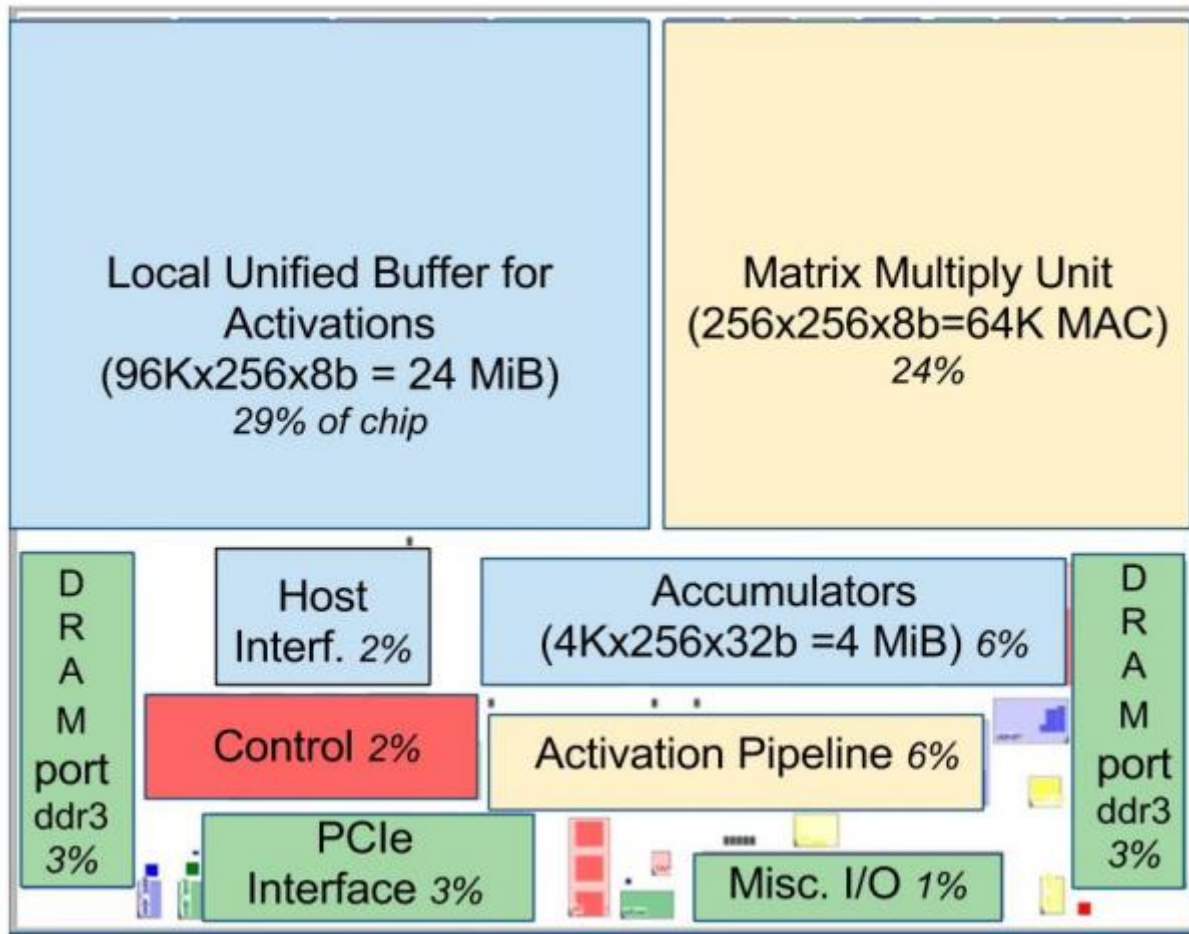 Local Unified Buffer for
Activations
(96Kx256x8b = 24 MiB)
29% of chip
Matrix Multiply Unit
(256x256x8b=64K MAC)
24%
D
R
A
M
port
ddr3
3%
Host
Interf. 2%
Accumulators
(4Kx256x32b =4 MiB) 6%
D
R
A
M
port
ddr3
3%
Control 2%
Activation Pipeline 6%
PCIe
Interface 3%
Misc. I/O 1%